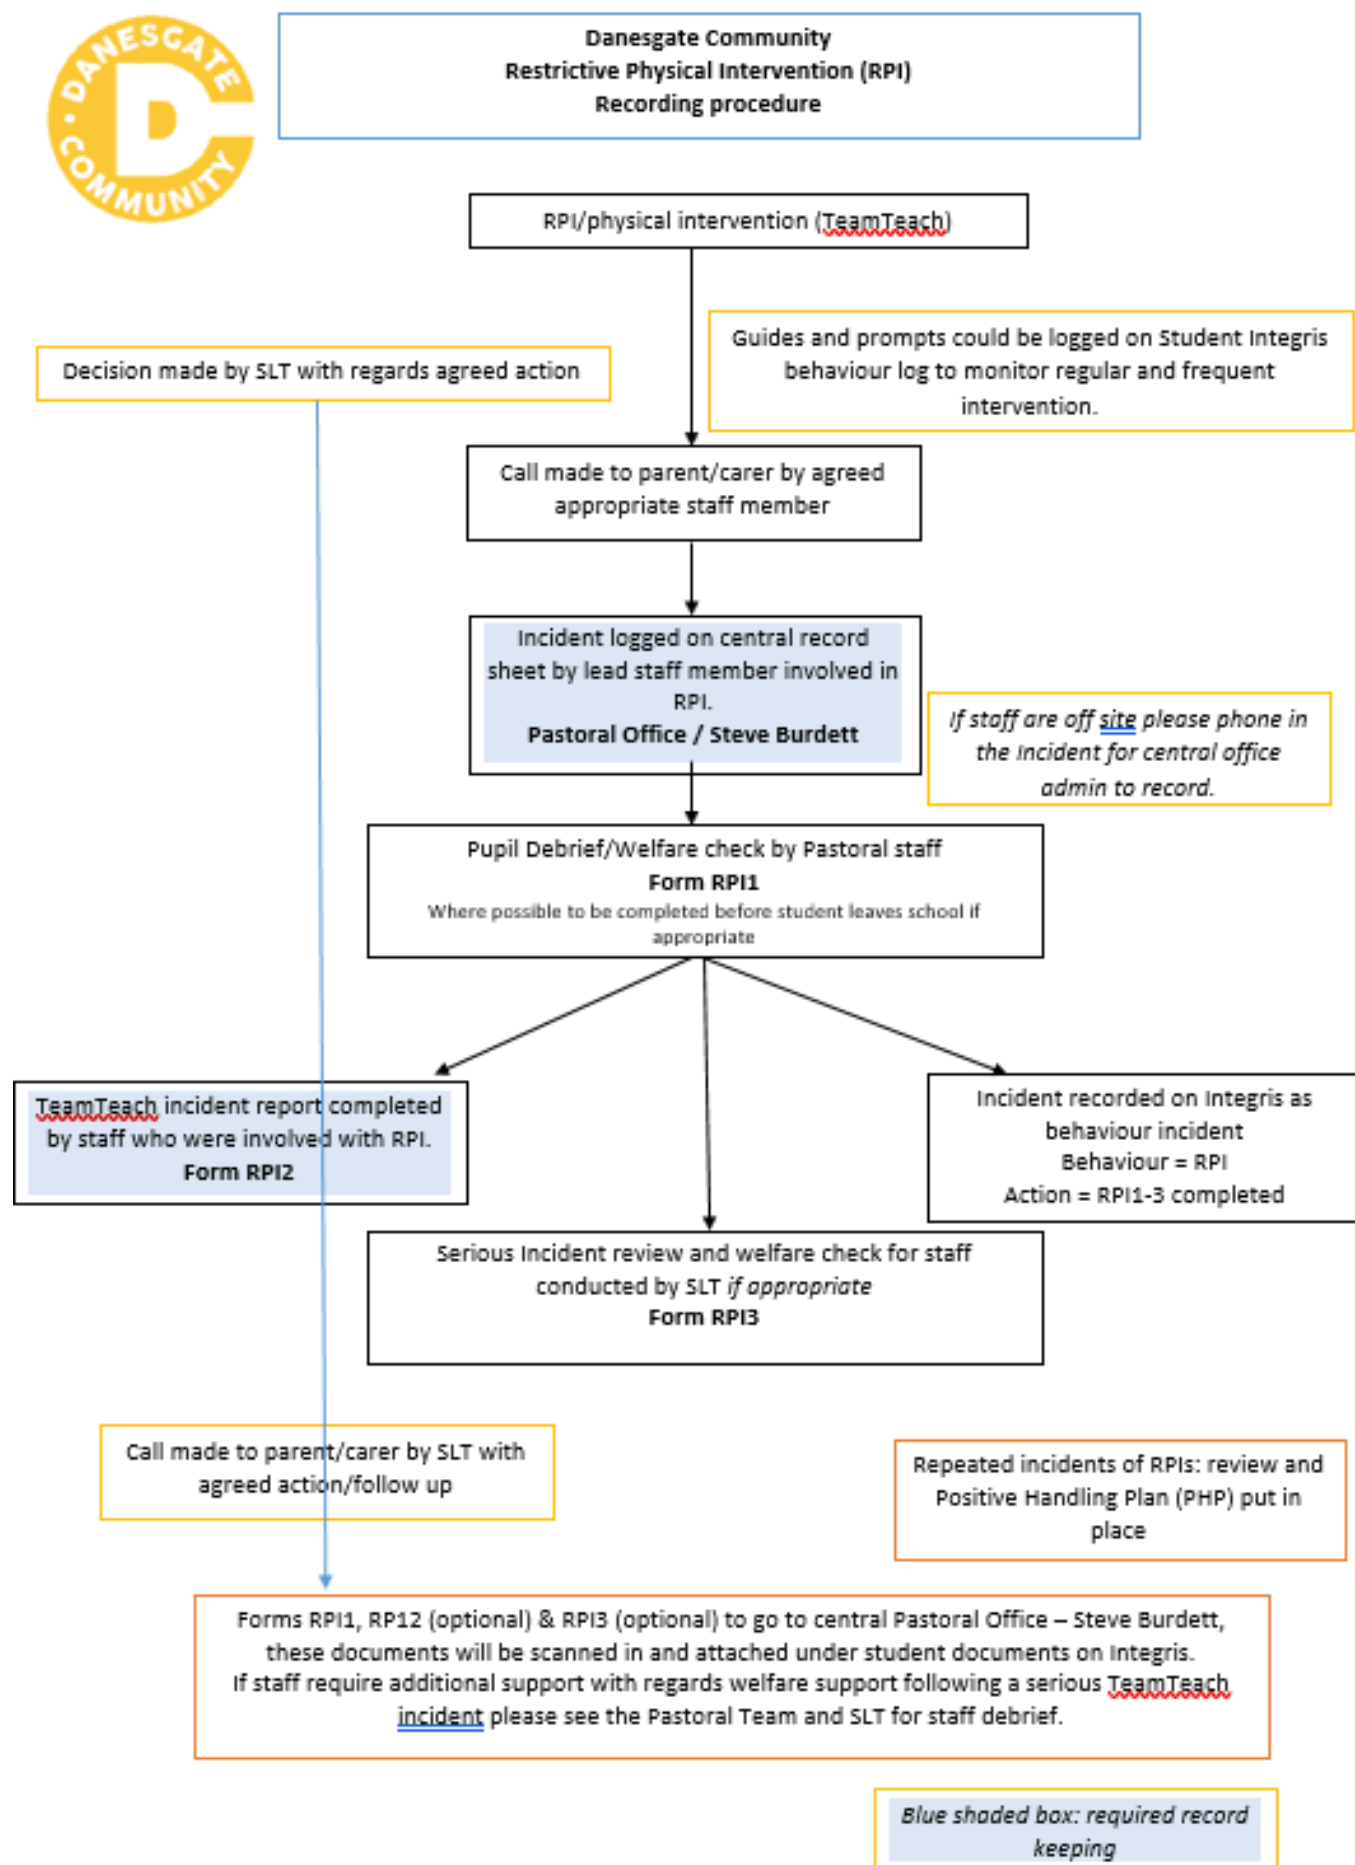 DANESGATE
COMMUNITY
D
Danesgate Community
Restrictive Physical Intervention (RPI)
Recording procedure
RPI/physical intervention (TeamTeach)
Guides and prompts could be logged on Student Integris
behaviour log to monitor regular and frequent
intervention.
Decision made by SLT with regards agreed action
Call made to parent/carer by agreed
appropriate staff member
Incident logged on central record
sheet by lead staff member involved in
RPI.
Pastoral Office / Steve Burdett
If staff are off site please phone in
the Incident for central office
admin to record.
Pupil Debrief/Welfare check by Pastoral staff
Form RPI1
Where possible to be completed before student leaves school if
appropriate
TeamTeach incident report completed
by staff who were involved with RPI.
Form RPI2
Incident recorded on Integris as
behaviour incident
Behaviour = RPI
Action = RPI1-3 completed
Serious Incident review and welfare check for staff
conducted by SLT if appropriate
Form RPI3
Call made to parent/carer by SLT with
agreed action/follow up
Repeated incidents of RPIs: review and
Positive Handling Plan (PHP) put in
place
Forms RPI1, RP12 (optional) & RPI3 (optional) to go to central Pastoral Office – Steve Burdett,
these documents will be scanned in and attached under student documents on Integris.
If staff require additional support with regards welfare support following a serious TeamTeach
incident please see the Pastoral Team and SLT for staff debrief.
Blue shaded box: required record
keeping